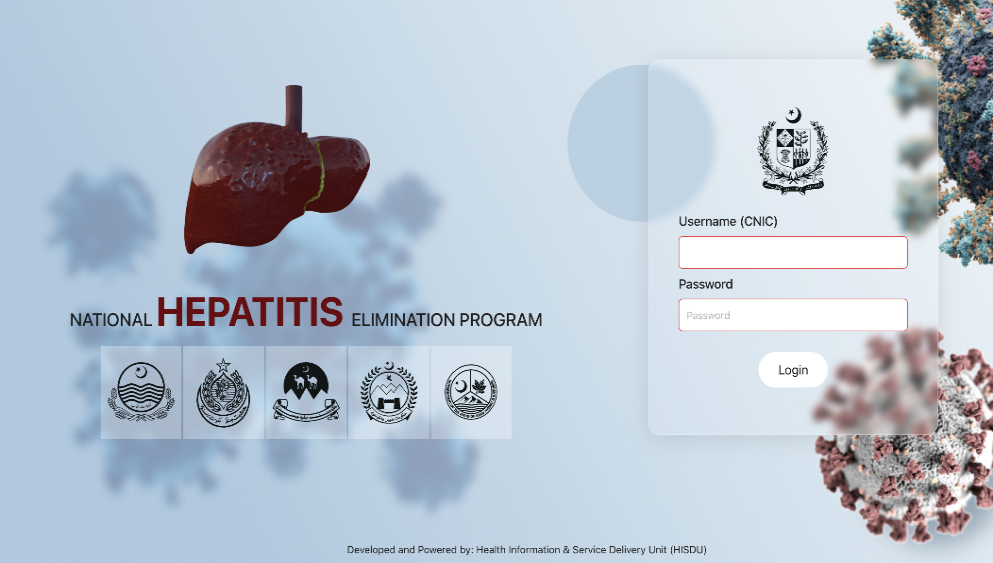 NATIONAL HEPATITIS ELIMINATION PROGRAM
Username (CNIC)
Password
Password
Login
Developed and Powered by: Health Information & Service Delivery Unit (HISDU)